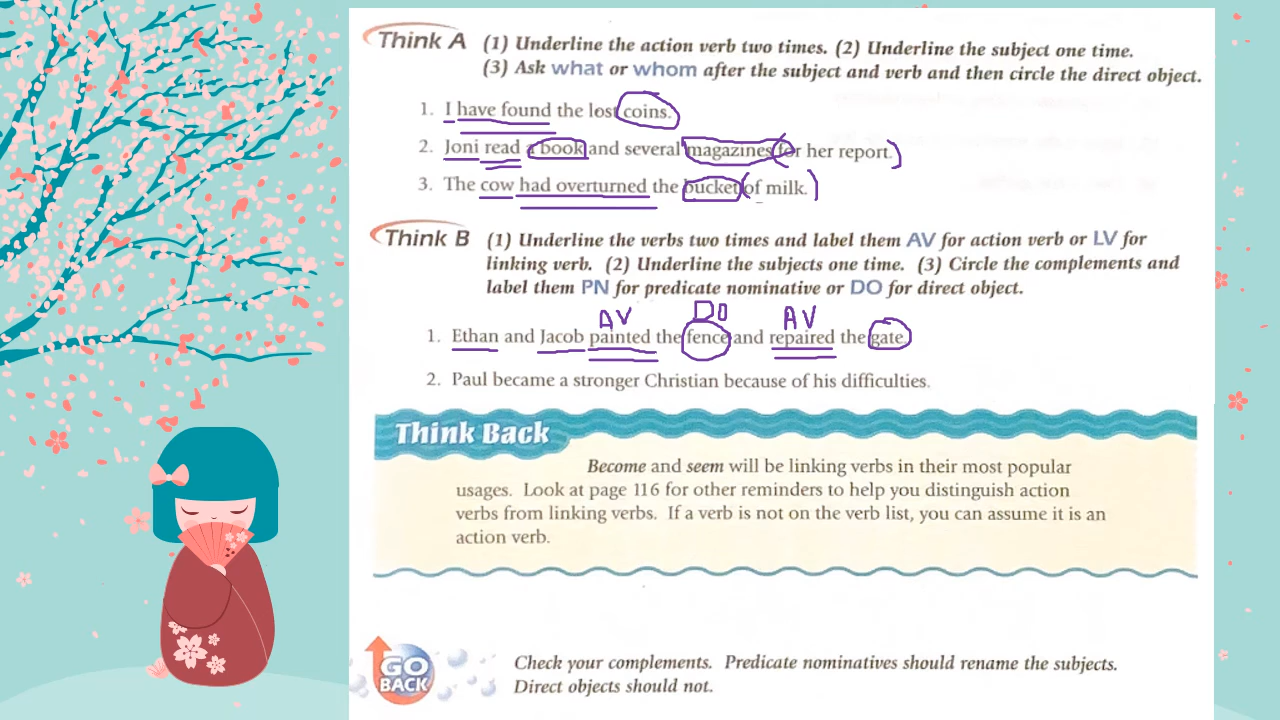 Think A (1) Underline the action verb two times. (2) Underline the subject one time.
(3) Ask what or whom after the subject and verb and then circle the direct object.
1. I have found the lost coins.
2. Joni read a book and several magazines for her report.
3. The cow had overturned the bucket of milk.
Think B (1) Underline the verbs two times and label them AV for action verb or LV for
linking verb. (2) Underline the subjects one time. (3) Circle the complements and
label them PN for predicate nominative or DO for direct object.
AV DO AV
1. Ethan and Jacob painted the fence and repaired the gate.
2. Paul became a stronger Christian because of his difficulties.
Think Back
Become and seem will be linking verbs in their most popular
usages. Look at page 116 for other reminders to help you distinguish action
verbs from linking verbs. If a verb is not on the verb list, you can assume it is an
action verb.
GO
BACK
Check your complements. Predicate nominatives should rename the subjects.
Direct objects should not.